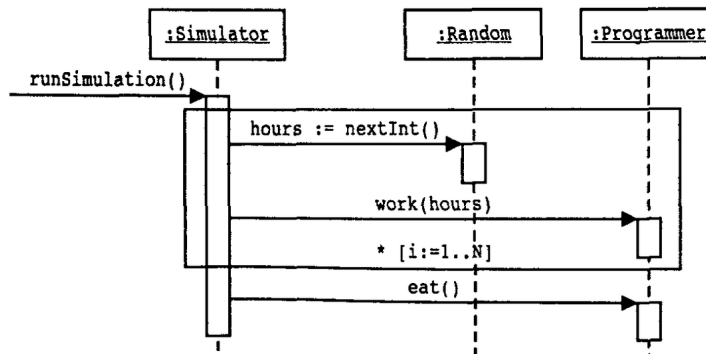 :Simulator :Random :Programmer
runSimulation()
hours := nextInt()
work(hours)
* [i:=1..N]
eat()